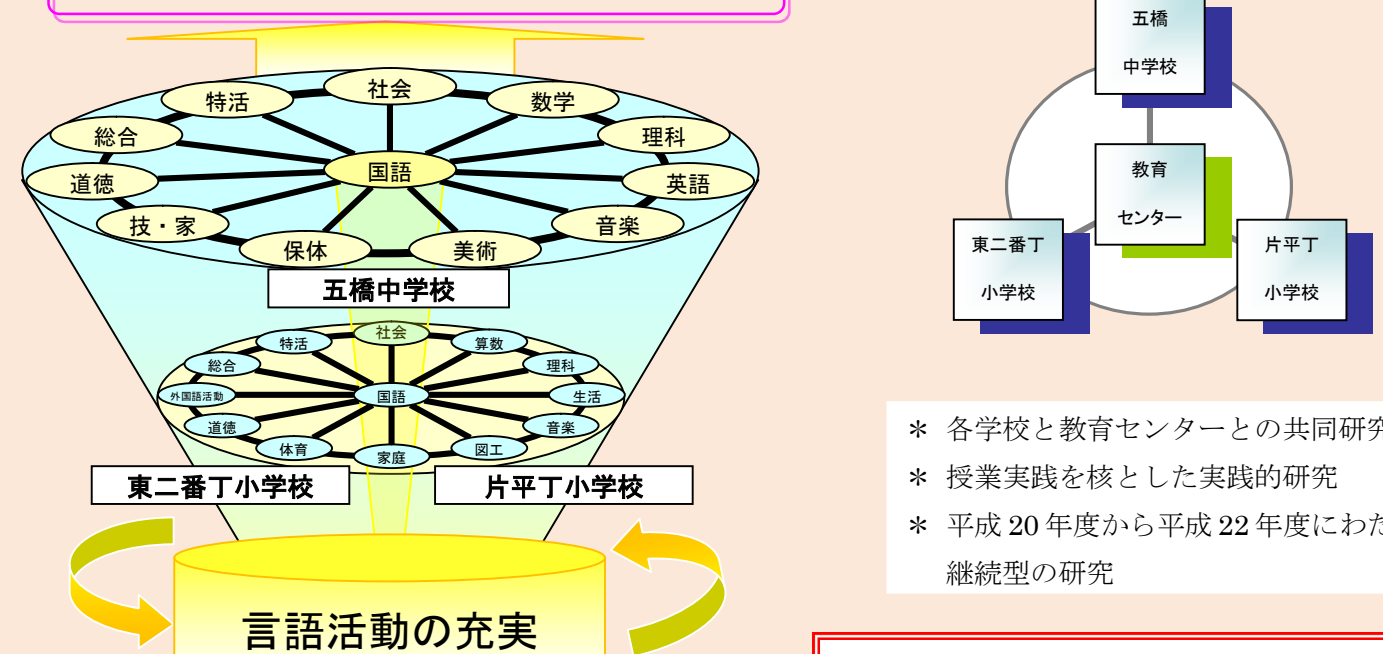 社会
特活
数学
総合
理科
国語
道徳
英語
技・家
音楽
保体
美術
五橋中学校
社会
特活
算数
総合
理科
外国語活動
国語
生活
道徳
音楽
体育
家庭
図工
東二番丁小学校
片平丁小学校
言語活動の充実
五橋
中学校
教育
センター
東二番丁
小学校
片平丁
小学校
＊ 各学校と教育センターとの共同研究
＊ 授業実践を核とした実践的研究
＊ 平成 20 年度から平成 22 年度にわた
継続型の研究